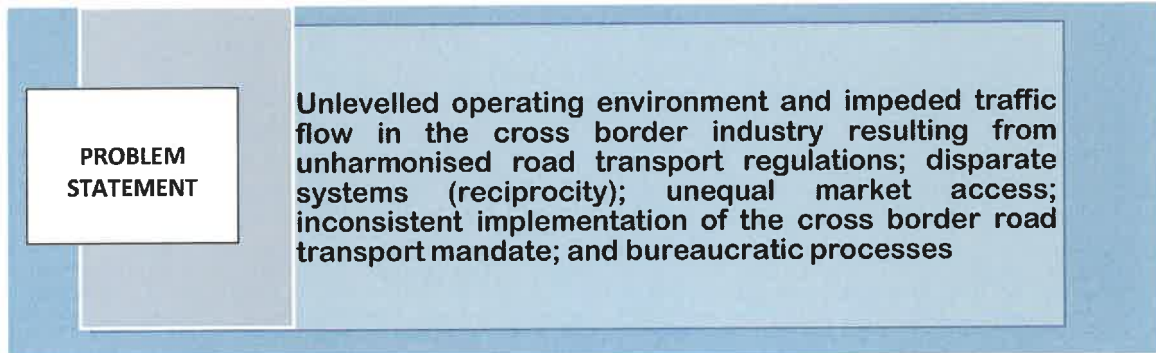 PROBLEM
STATEMENT
Unlevelled operating environment and impeded traffic
flow in the cross border industry resulting from
unharmonised road transport regulations; disparate
systems (reciprocity); unequal market access;
inconsistent implementation of the cross border road
transport mandate; and bureaucratic processes